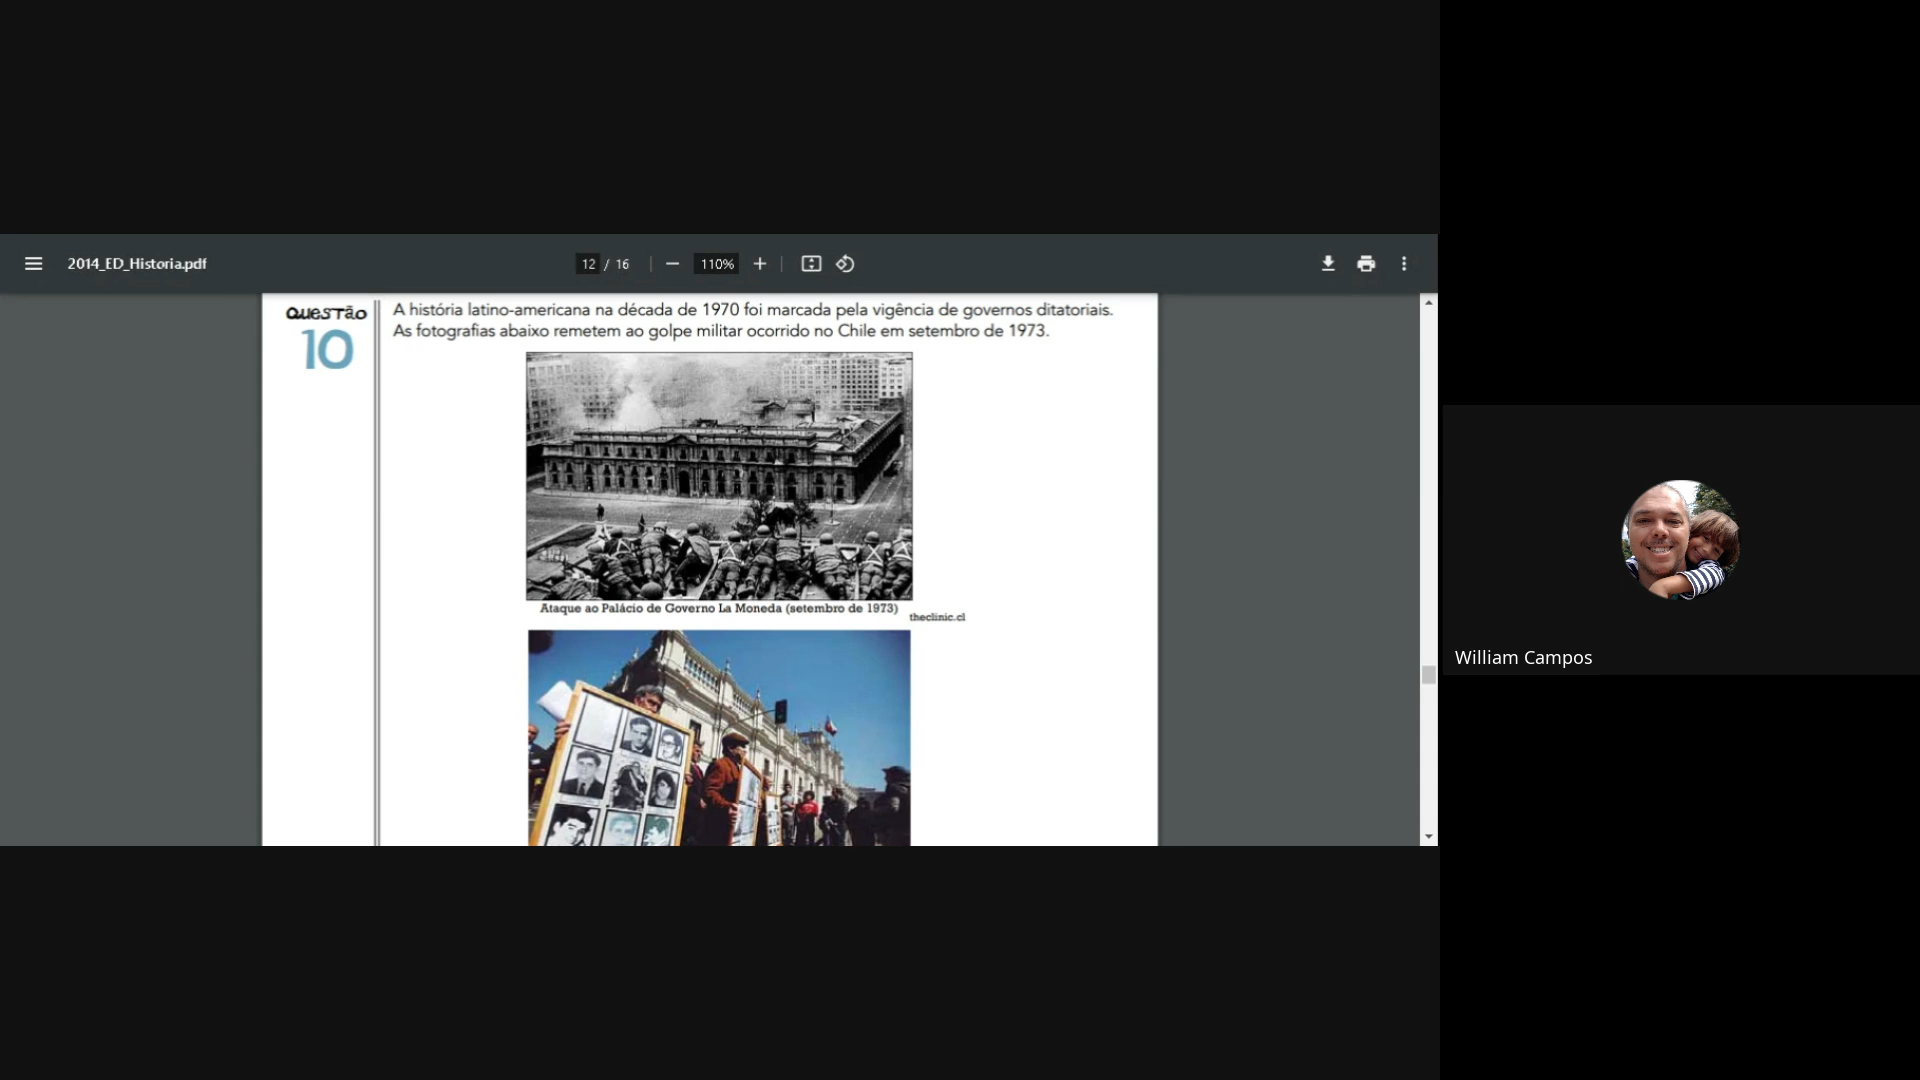 2014_ED_Historia.pdf
12 / 16
110%
QUESTão
10
A história latino-americana na década de 1970 foi marcada pela vigência de governos ditatoriais.
As fotografias abaixo remetem ao golpe militar ocorrido no Chile em setembro de 1973.
Ataque ao Palácio de Governo La Moneda (setembro de 1973)
theclinic.cl
William Campos